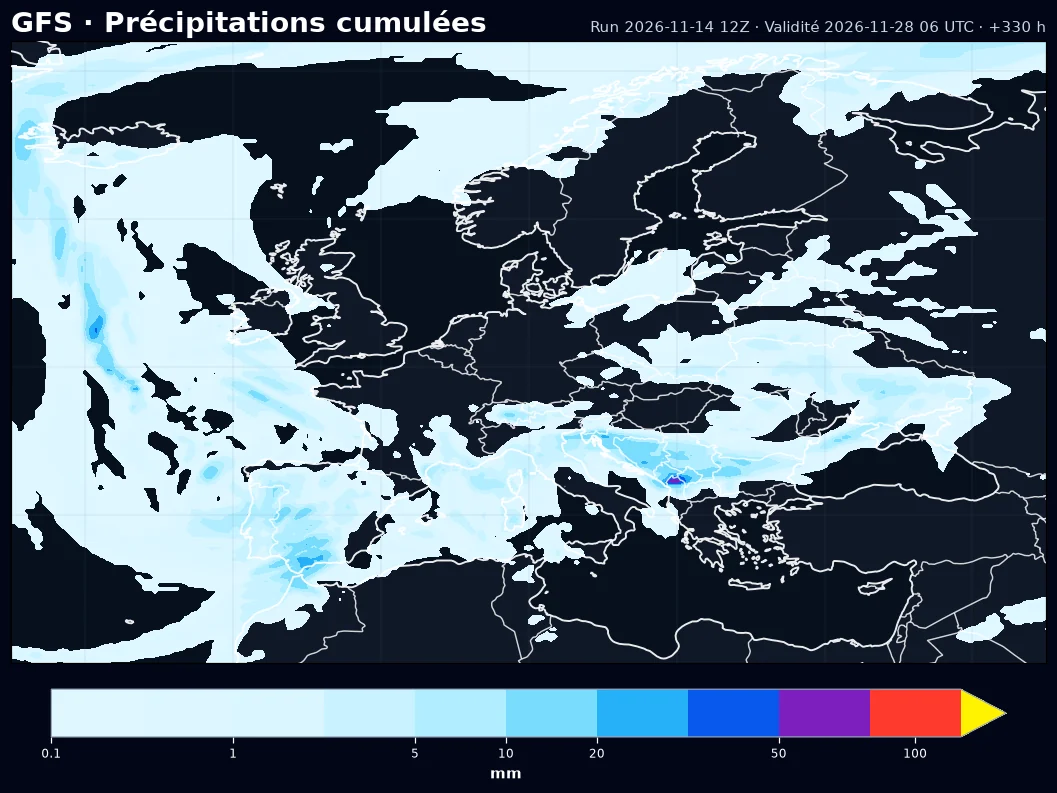 GFS · Précipitations cumulées
Run 2026-11-14 12Z · Validité 2026-11-28 06 UTC · +330 h
0.1 1 5 10 20 50 100
mm